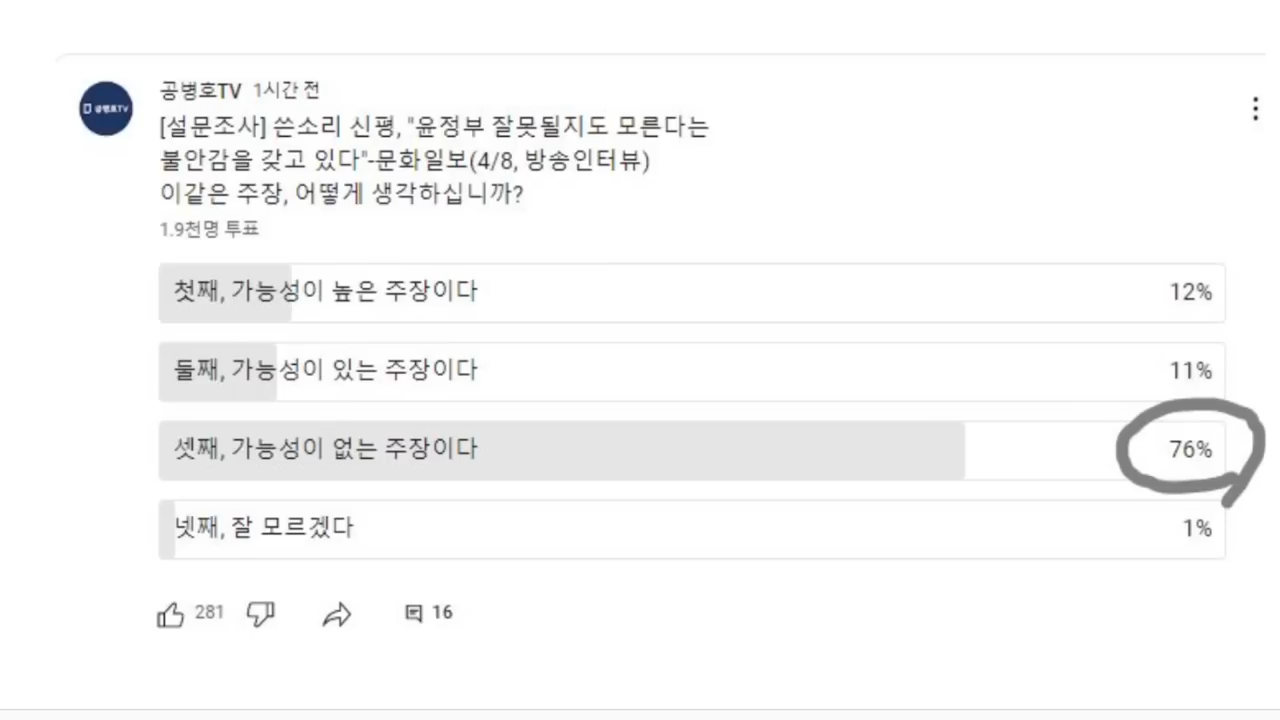 공병호TV 1시간 전
공병호TV
[설문조사] 쓴소리 신평, "윤정부 잘못될지도 모른다는
불안감을 갖고 있다"-문화일보(4/8, 방송인터뷰)
이같은 주장, 어떻게 생각하십니까?
1.9천명 투표
첫째, 가능성이 높은 주장이다 12%
둘째, 가능성이 있는 주장이다 11%
셋째, 가능성이 없는 주장이다 76%
넷째, 잘 모르겠다 1%
281 16